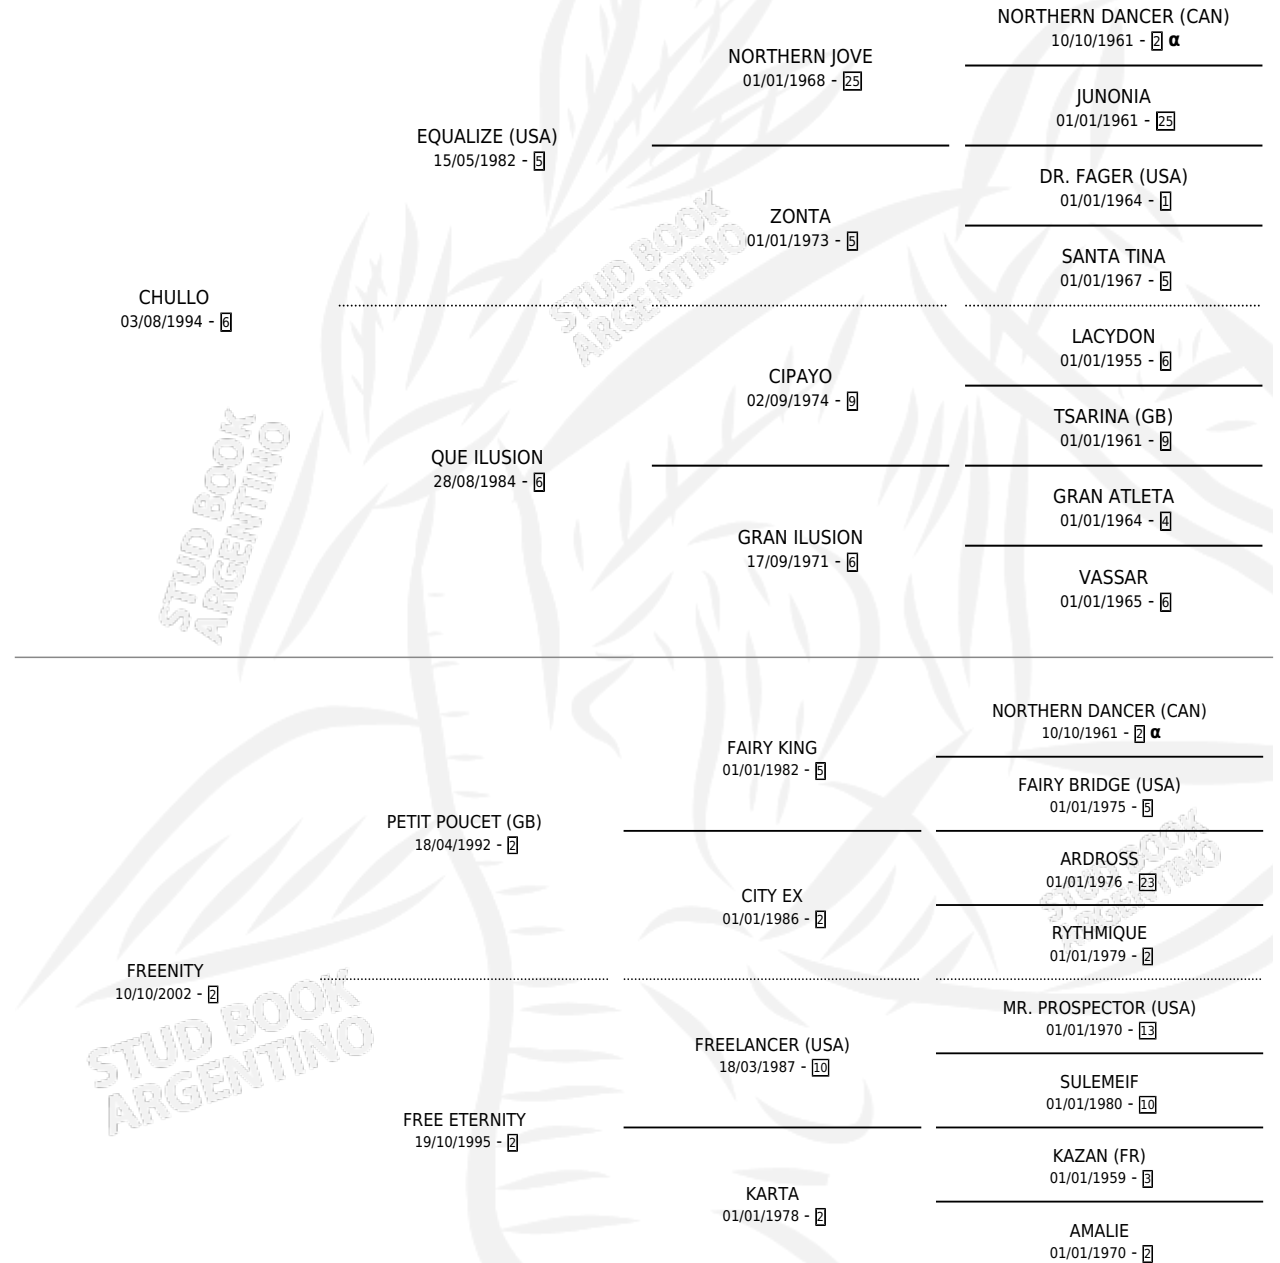 NORTHERN DANCER (CAN)
10/10/1961 - 2 α
NORTHERN JOVE
01/01/1968 - 25
JUNONIA
01/01/1961 - 25
EQUALIZE (USA)
15/05/1982 - 5
DR. FAGER (USA)
01/01/1964 - 1
ZONTA
01/01/1973 - 5
SANTA TINA
01/01/1967 - 5
STUD BOOK
ARGENTINO
CHULLO
03/08/1994 - 6
LACYDON
01/01/1955 - 6
CIPAYO
02/09/1974 - 9
TSARINA (GB)
01/01/1961 - 9
QUE ILUSION
28/08/1984 - 6
GRAN ATLETA
01/01/1964 - 4
GRAN ILUSION
17/09/1971 - 6
VASSAR
01/01/1965 - 6
STUD BOOK
ARGENTINO
NORTHERN DANCER (CAN)
10/10/1961 - 2 α
FAIRY KING
01/01/1982 - 5
FAIRY BRIDGE (USA)
01/01/1975 - 5
PETIT POUCET (GB)
18/04/1992 - 2
ARDROSS
01/01/1976 - 23
CITY EX
01/01/1986 - 2
RYTHMIQUE
01/01/1979 - 2
STUD BOOK
ARGENTINO
FREENITY
10/10/2002 - 2
MR. PROSPECTOR (USA)
01/01/1970 - 13
FREELANCER (USA)
18/03/1987 - 10
SULEMEIF
01/01/1980 - 10
STUD BOOK
ARGENTINO
FREE ETERNITY
19/10/1995 - 2
KAZAN (FR)
01/01/1959 - 3
KARTA
01/01/1978 - 2
AMALIE
01/01/1970 - 2